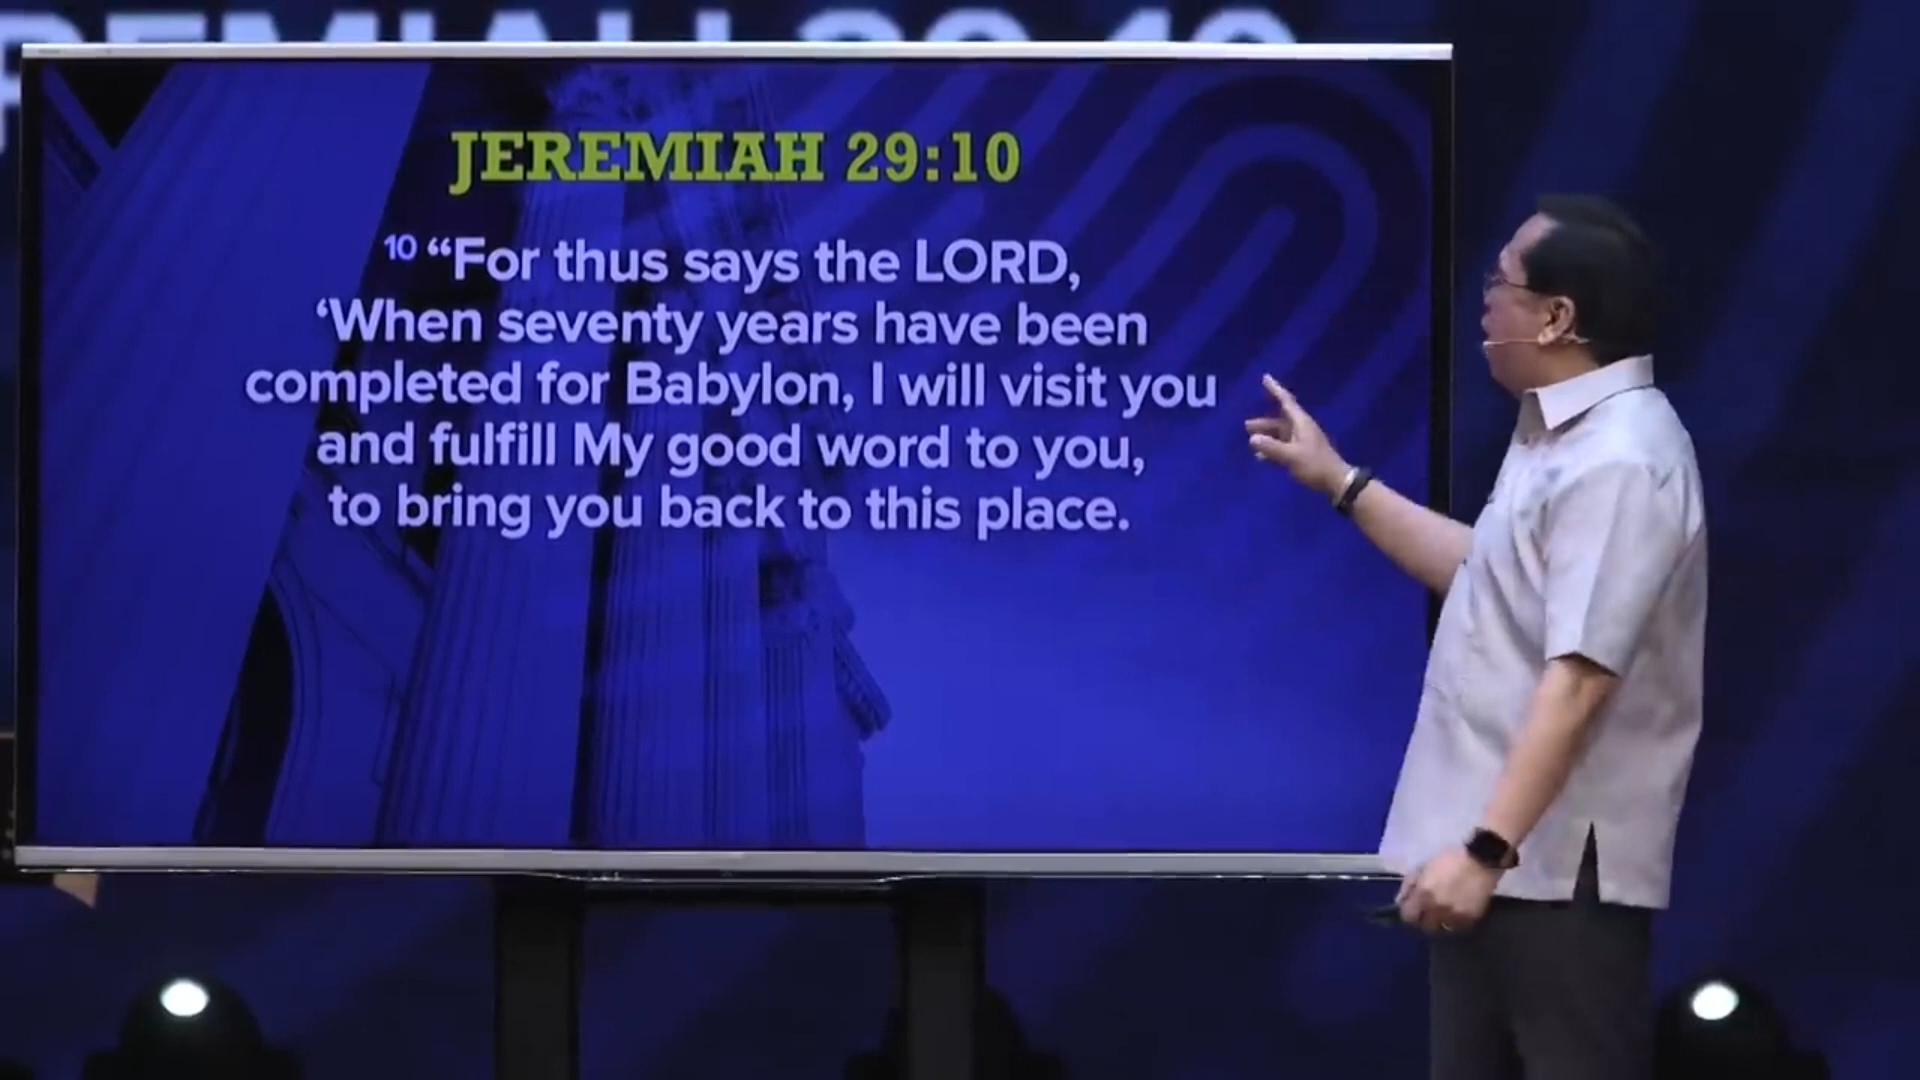 JEREMIAH 29:10
10 “For thus says the LORD,
‘When seventy years have been
completed for Babylon, I will visit you
and fulfill My good word to you,
to bring you back to this place.